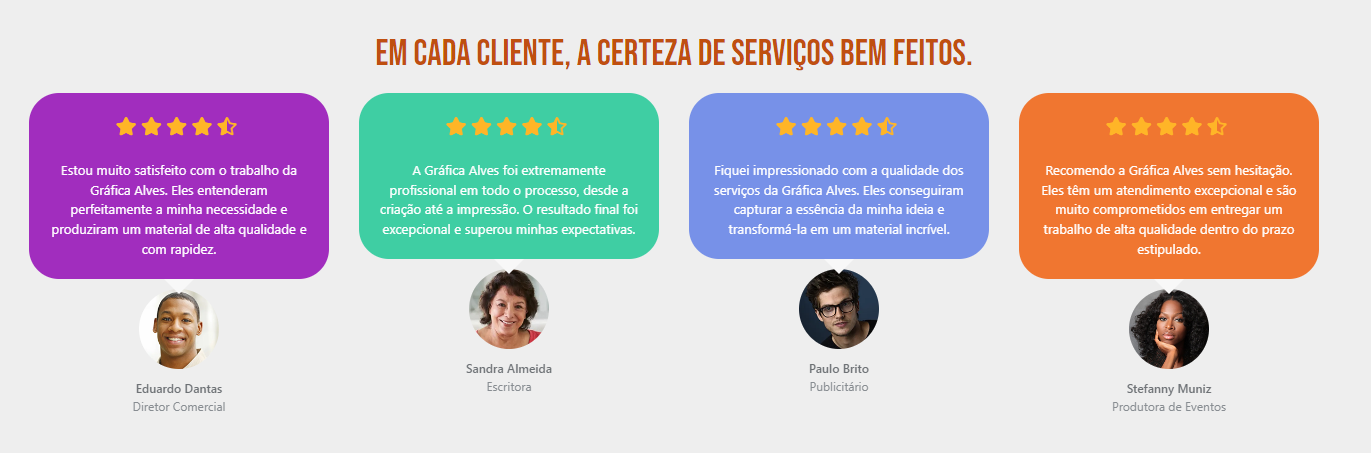 EM CADA CLIENTE, A CERTEZA DE SERVIÇOS BEM FEITOS.
Estou muito satisfeito com o trabalho da
Gráfica Alves. Eles entenderam
perfeitamente a minha necessidade e
produziram um material de alta qualidade e
com rapidez.
Eduardo Dantas
Diretor Comercial
A Gráfica Alves foi extremamente
profissional em todo o processo, desde a
criação até a impressão. O resultado final foi
excepcional e superou minhas expectativas.
Sandra Almeida
Escritora
Fiquei impressionado com a qualidade dos
serviços da Gráfica Alves. Eles conseguiram
capturar a essência da minha ideia e
transformá-la em um material incrível.
Paulo Brito
Publicitário
Recomendo a Gráfica Alves sem hesitação.
Eles têm um atendimento excepcional e são
muito comprometidos em entregar um
trabalho de alta qualidade dentro do prazo
estipulado.
Stefanny Muniz
Produtora de Eventos